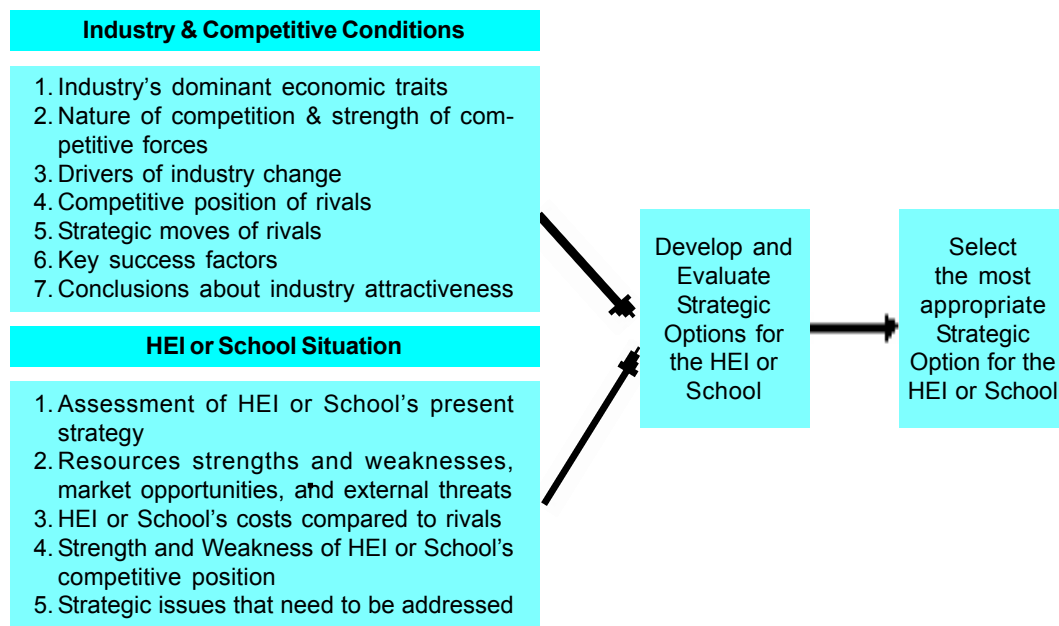 Industry & Competitive Conditions
1. Industry's dominant economic traits
2. Nature of competition & strength of com-
petitive forces
3. Drivers of industry change
4. Competitive position of rivals
5. Strategic moves of rivals
6. Key success factors
7. Conclusions about industry attractiveness
HEI or School Situation
1. Assessment of HEI or School's present
strategy
2. Resources strengths and weaknesses,
market opportunities, and external threats
3. HEI or School's costs compared to rivals
4. Strength and Weakness of HEI or School's
competitive position
5. Strategic issues that need to be addressed
Develop and
Evaluate
Strategic
Options for
the HEI or
School
Select
the most
appropriate
Strategic
Option for the
HEI or School